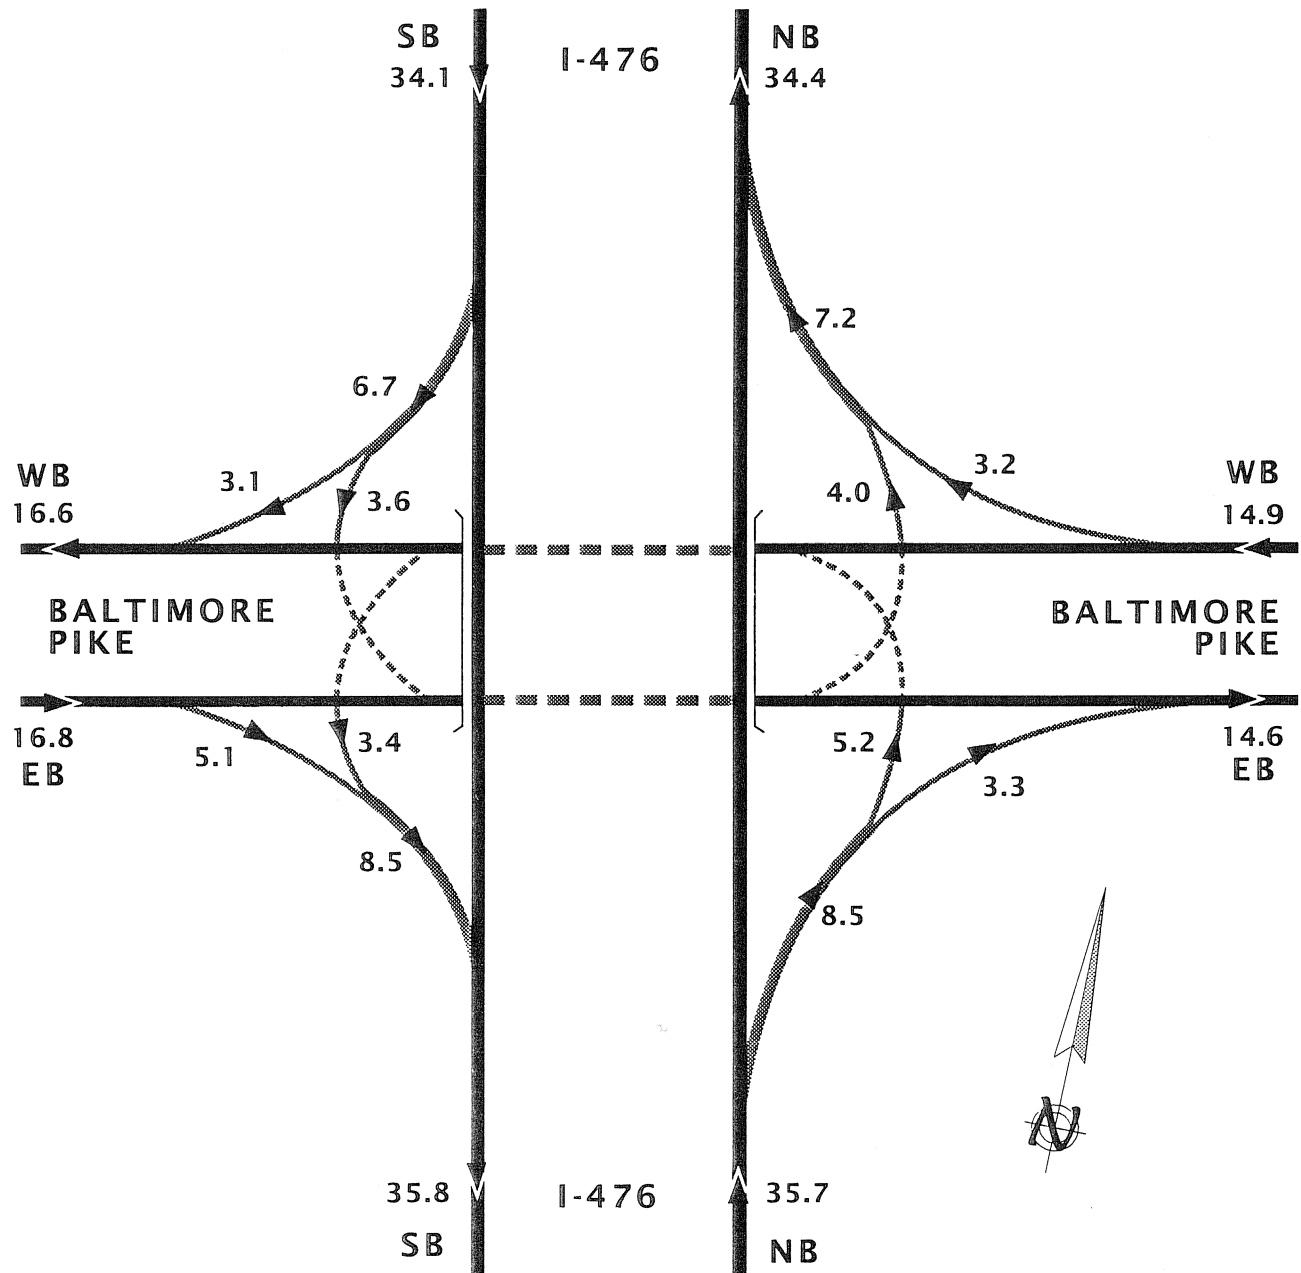 SB
I-476
NB
34.1
34.4
7.2
6.7
3.2
WB
3.1
WB
3.6
4.0
16.6
14.9
BALTIMORE
PIKE
BALTIMORE
PIKE
16.8
3.4
5.2
14.6
EB
5.1
EB
3.3
8.5
8.5
N
35.8
I-476
35.7
SB
NB